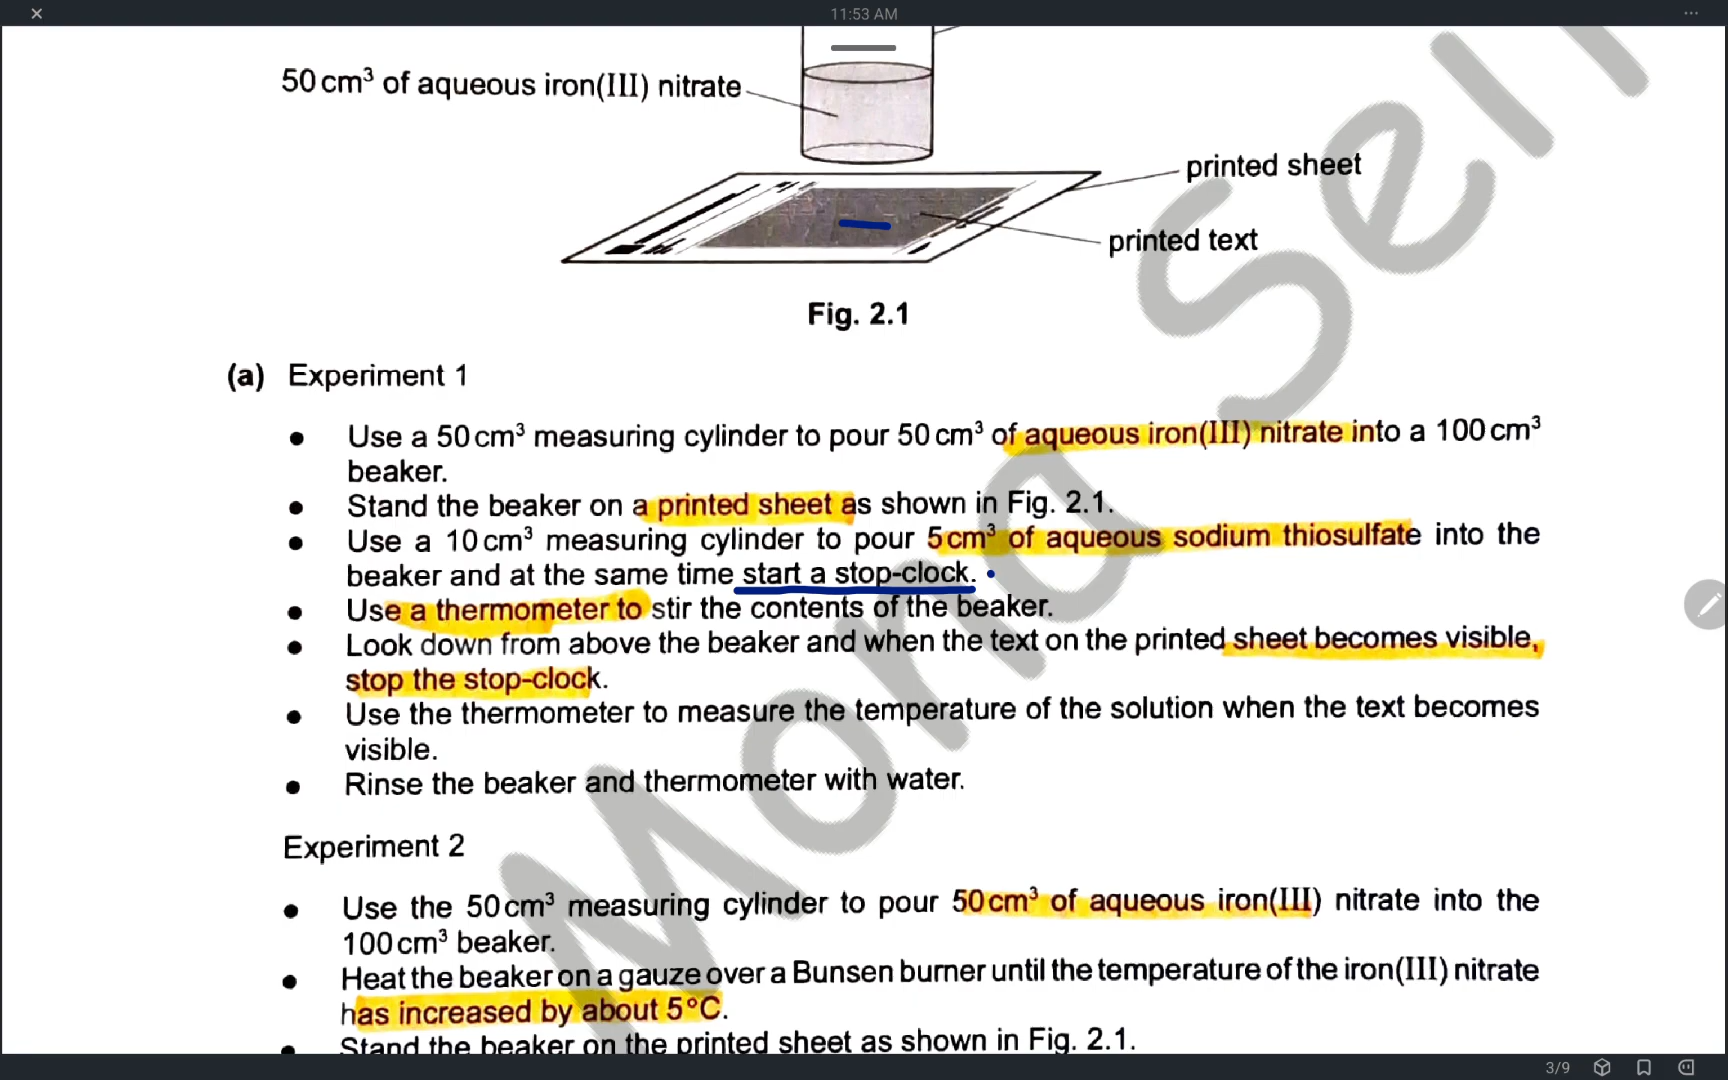 11:53 AM
50 cm³ of aqueous iron(III) nitrate
printed sheet
printed text
Fig. 2.1
(a) Experiment 1
● Use a 50 cm³ measuring cylinder to pour 50 cm³ of aqueous iron(III) nitrate into a 100 cm³
beaker.
● Stand the beaker on a printed sheet as shown in Fig. 2.1.
● Use a 10 cm³ measuring cylinder to pour 5 cm³ of aqueous sodium thiosulfate into the
beaker and at the same time start a stop-clock.
● Use a thermometer to stir the contents of the beaker.
● Look down from above the beaker and when the text on the printed sheet becomes visible,
stop the stop-clock.
● Use the thermometer to measure the temperature of the solution when the text becomes
visible.
● Rinse the beaker and thermometer with water.
Experiment 2
● Use the 50 cm³ measuring cylinder to pour 50 cm³ of aqueous iron(III) nitrate into the
100 cm³ beaker.
● Heat the beaker on a gauze over a Bunsen burner until the temperature of the iron(III) nitrate
has increased by about 5 °C.
● Stand the beaker on the printed sheet as shown in Fig. 2.1.
Mona Sel
3/9